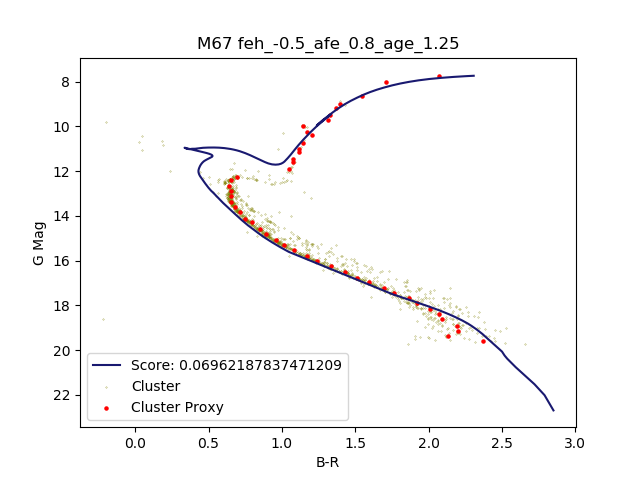 M67 feh_-0.5_afe_0.8_age_1.25
8
10
12
14
16
18
20
22
G Mag
Score: 0.06962187837471209
Cluster
Cluster Proxy
0.0 0.5 1.0 1.5 2.0 2.5 3.0
B-R